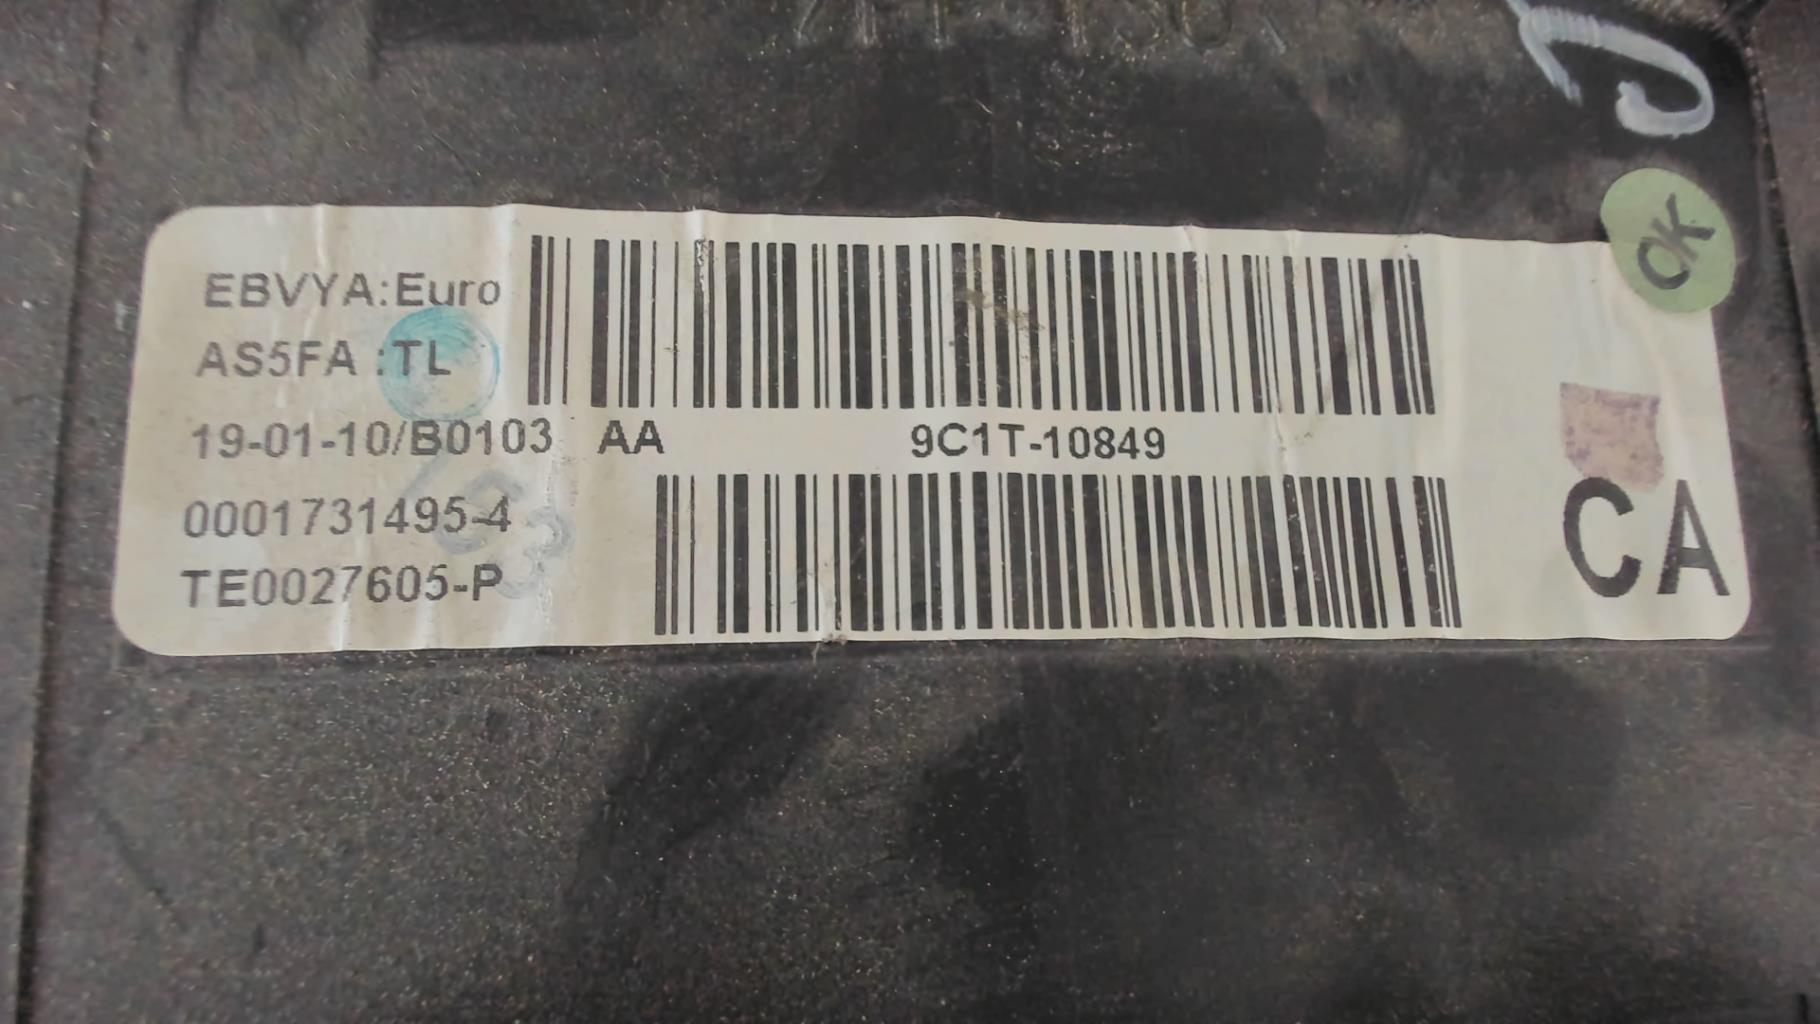 OK
EBVYA:Euro
AS5FA :TL
19-01-10/B0103 AA 9C1T-10849
0001731495-4
TE0027605-P
CA